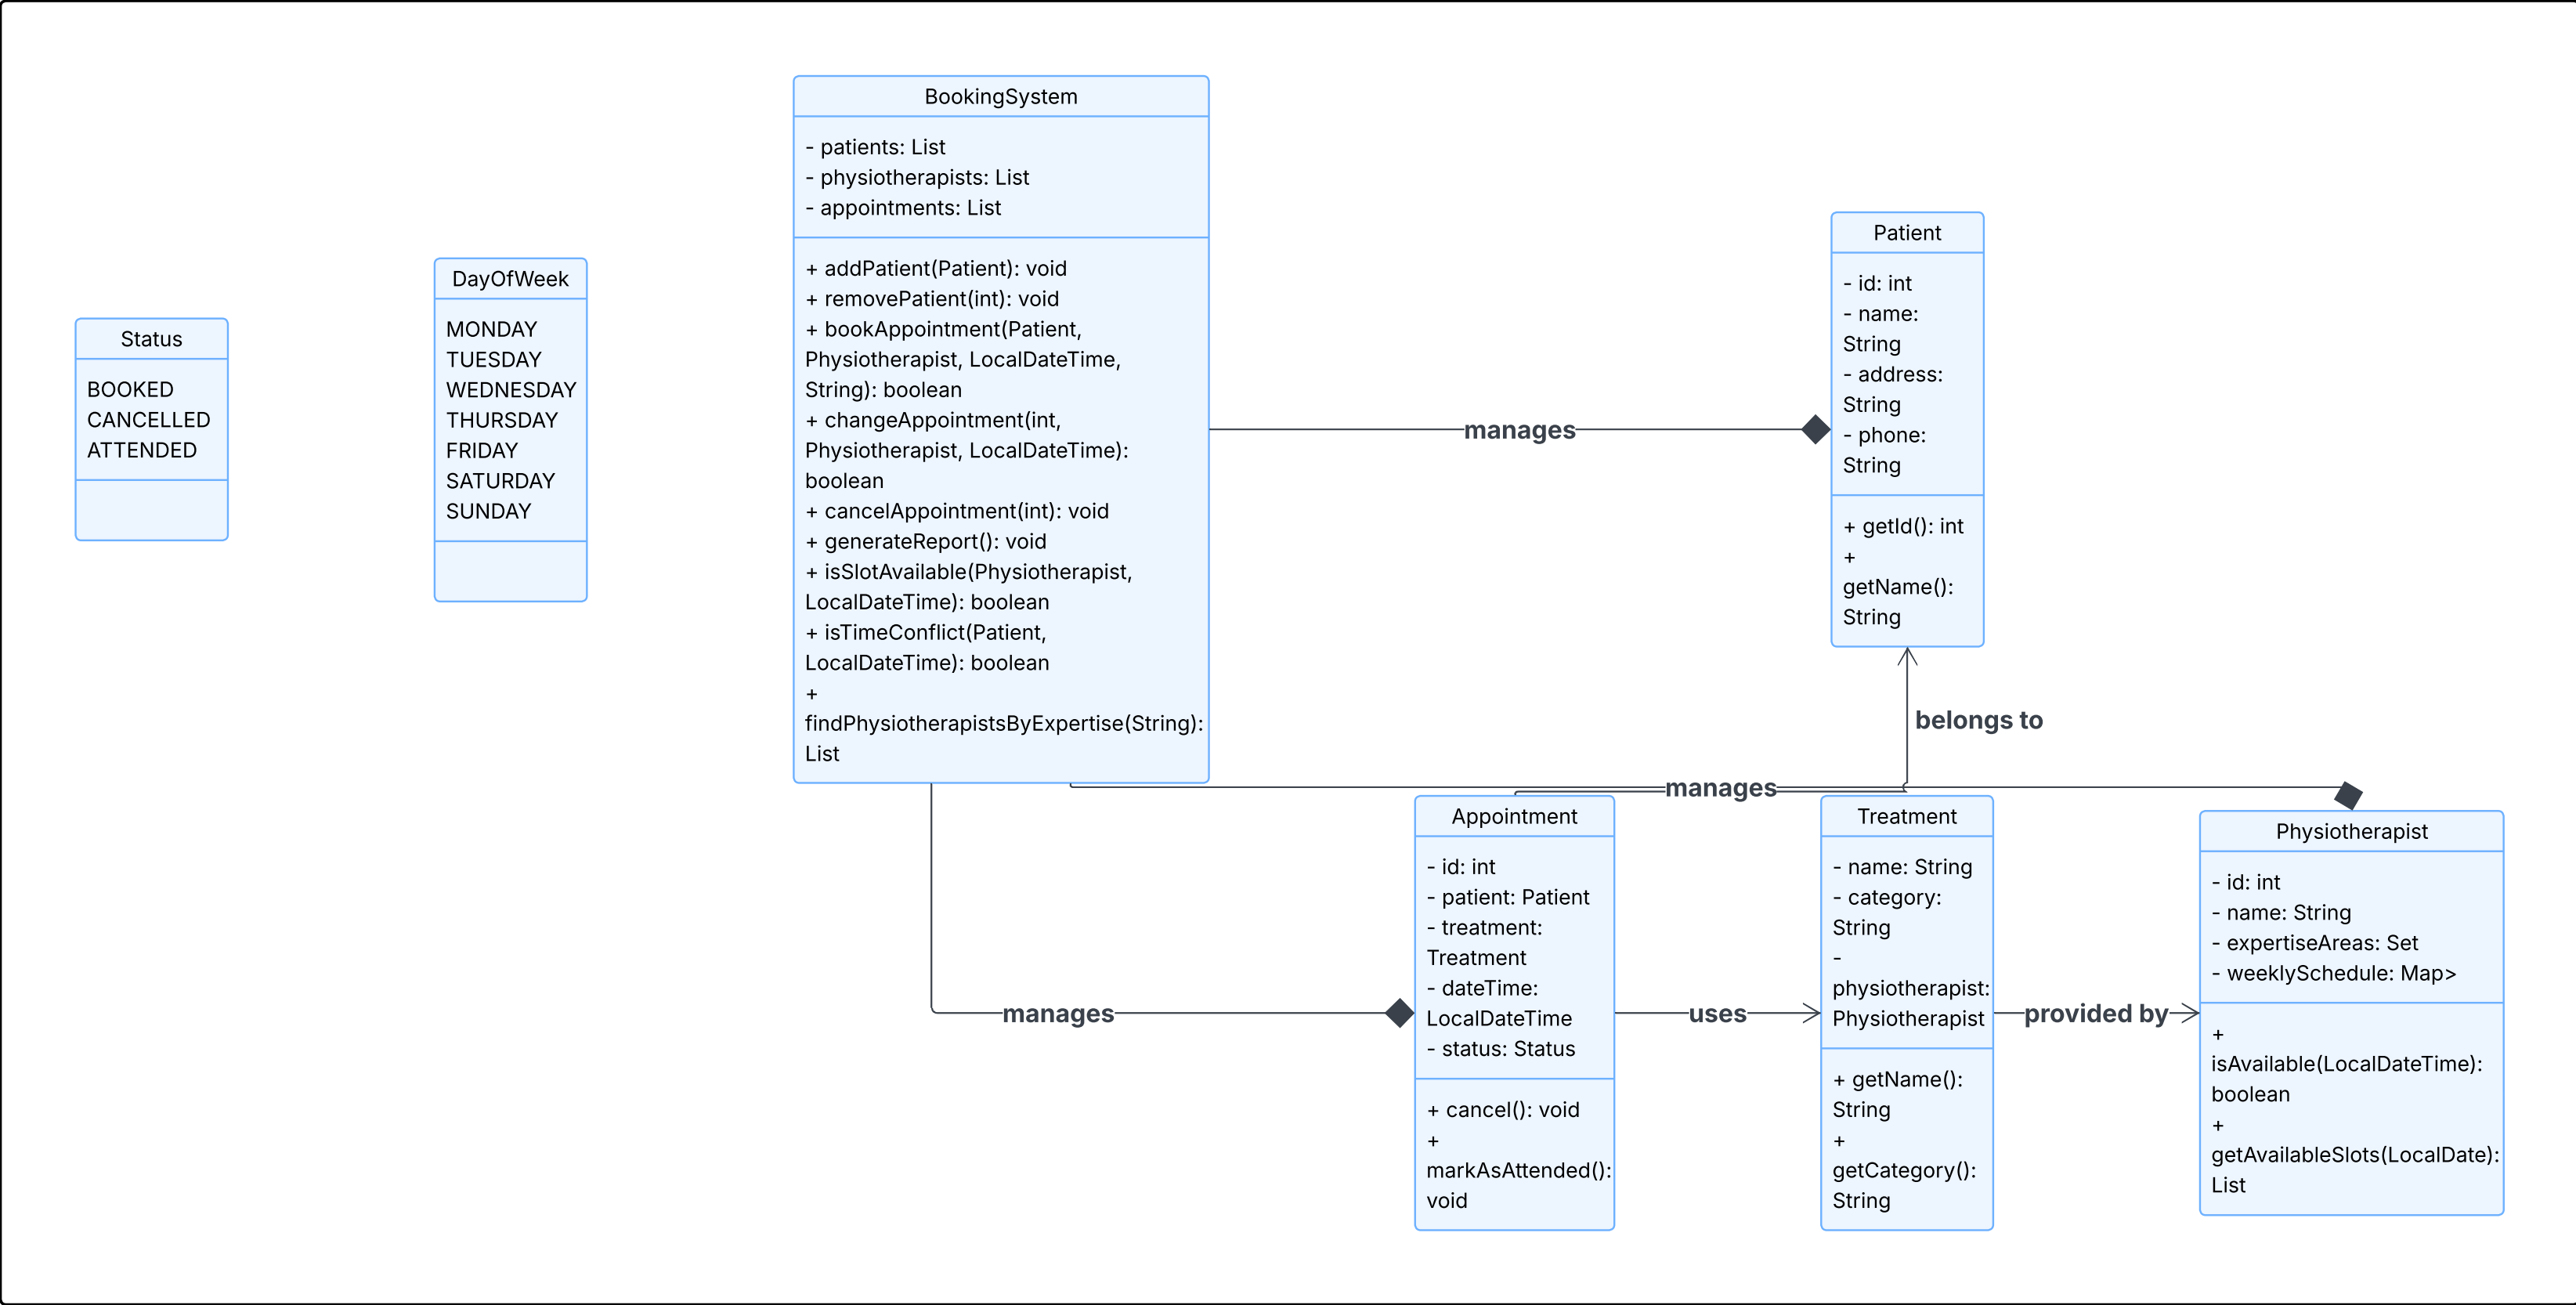 Status
BOOKED
CANCELLED
ATTENDED
DayOfWeek
MONDAY
TUESDAY
WEDNESDAY
THURSDAY
FRIDAY
SATURDAY
SUNDAY
BookingSystem
- patients: List
- physiotherapists: List
- appointments: List
+ addPatient(Patient): void
+ removePatient(int): void
+ bookAppointment(Patient,
Physiotherapist, LocalDateTime,
String): boolean
+ changeAppointment(int,
Physiotherapist, LocalDateTime):
boolean
+ cancelAppointment(int): void
+ generateReport(): void
+ isSlotAvailable(Physiotherapist,
LocalDateTime): boolean
+ isTimeConflict(Patient,
LocalDateTime): boolean
+
findPhysiotherapistsByExpertise(String):
List
manages
Patient
- id: int
- name:
String
- address:
String
- phone:
String
+ getId(): int
+
getName():
String
belongs to
manages
manages
Appointment
- id: int
- patient: Patient
- treatment:
Treatment
- dateTime:
LocalDateTime
- status: Status
+ cancel(): void
+
markAsAttended():
void
uses
Treatment
- name: String
- category:
String
-
physiotherapist:
Physiotherapist
+ getName():
String
+
getCategory():
String
provided by
Physiotherapist
- id: int
- name: String
- expertiseAreas: Set
- weeklySchedule: Map>
+
isAvailable(LocalDateTime):
boolean
+
getAvailableSlots(LocalDate):
List